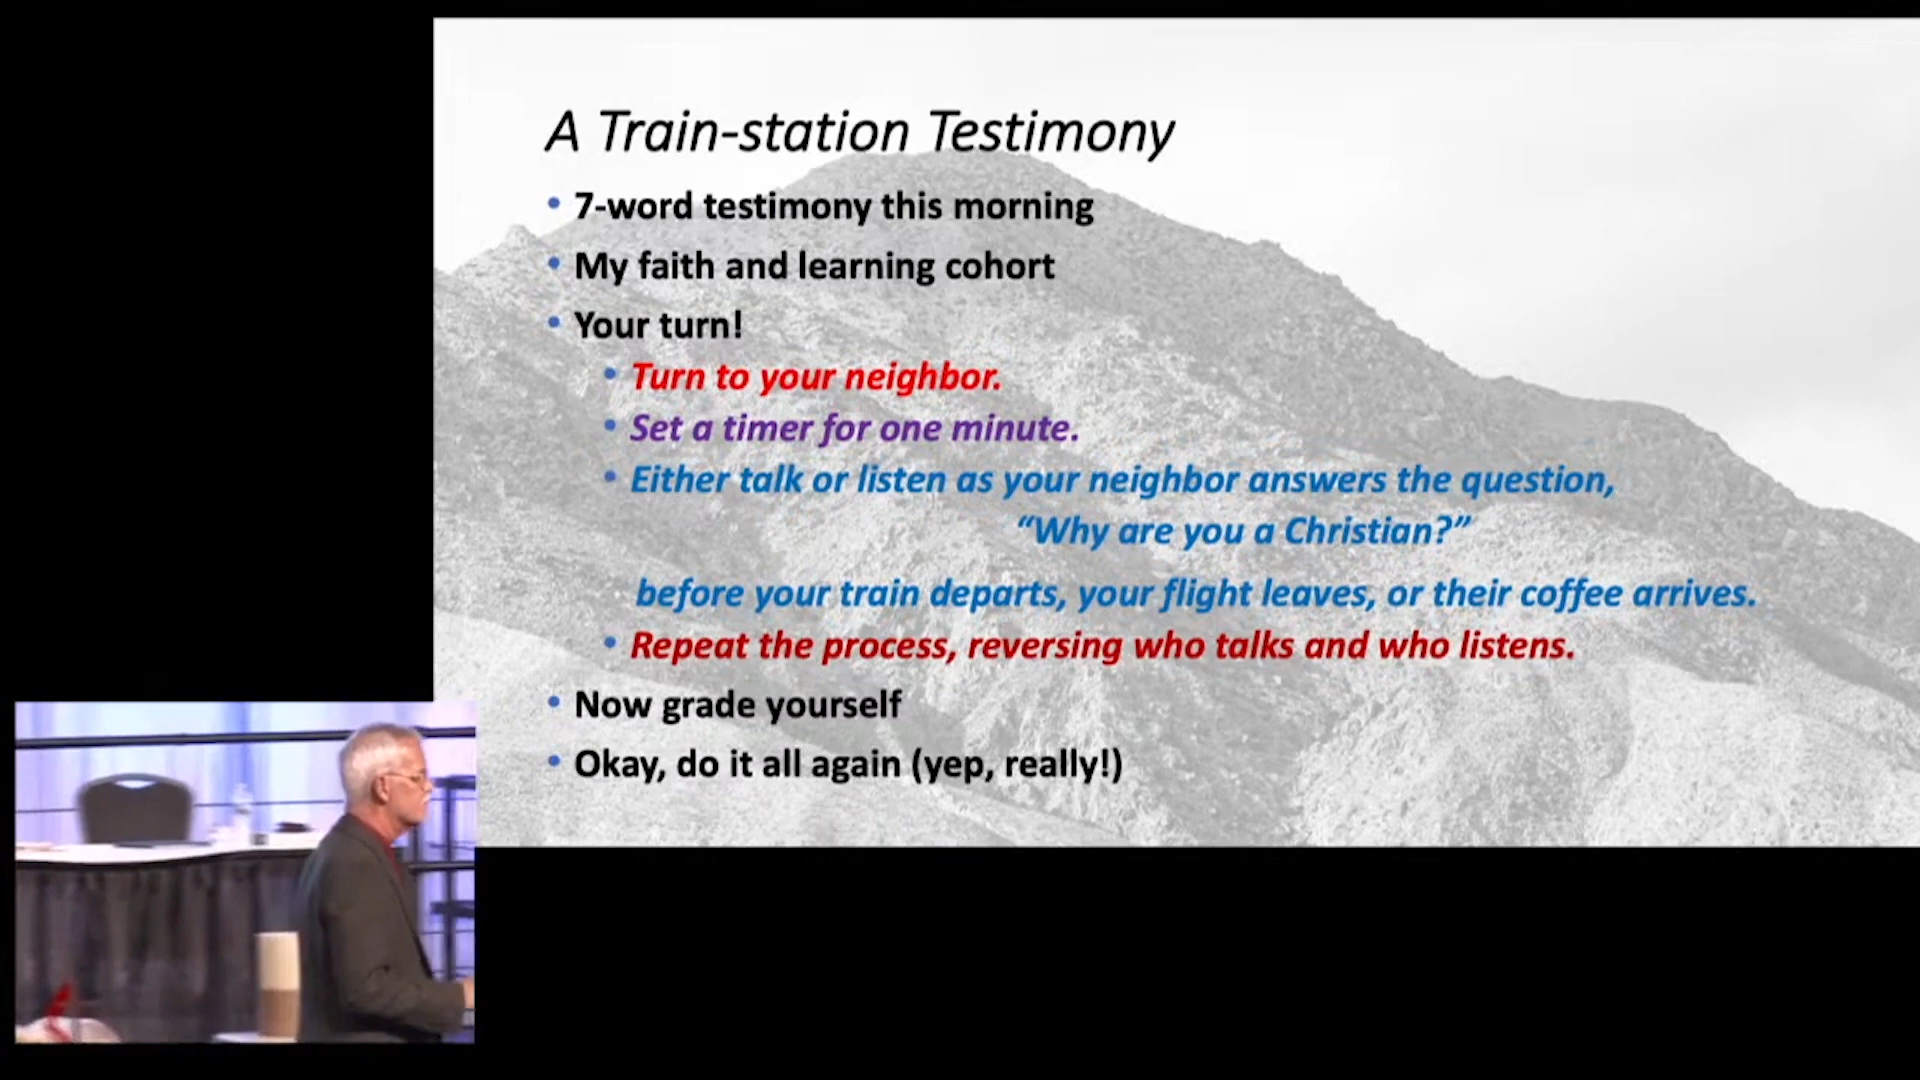 A Train-station Testimony
• 7-word testimony this morning
• My faith and learning cohort
• Your turn!
• Turn to your neighbor.
• Set a timer for one minute.
• Either talk or listen as your neighbor answers the question,
“Why are you a Christian?”
before your train departs, your flight leaves, or their coffee arrives.
• Repeat the process, reversing who talks and who listens.
• Now grade yourself
• Okay, do it all again (yep, really!)